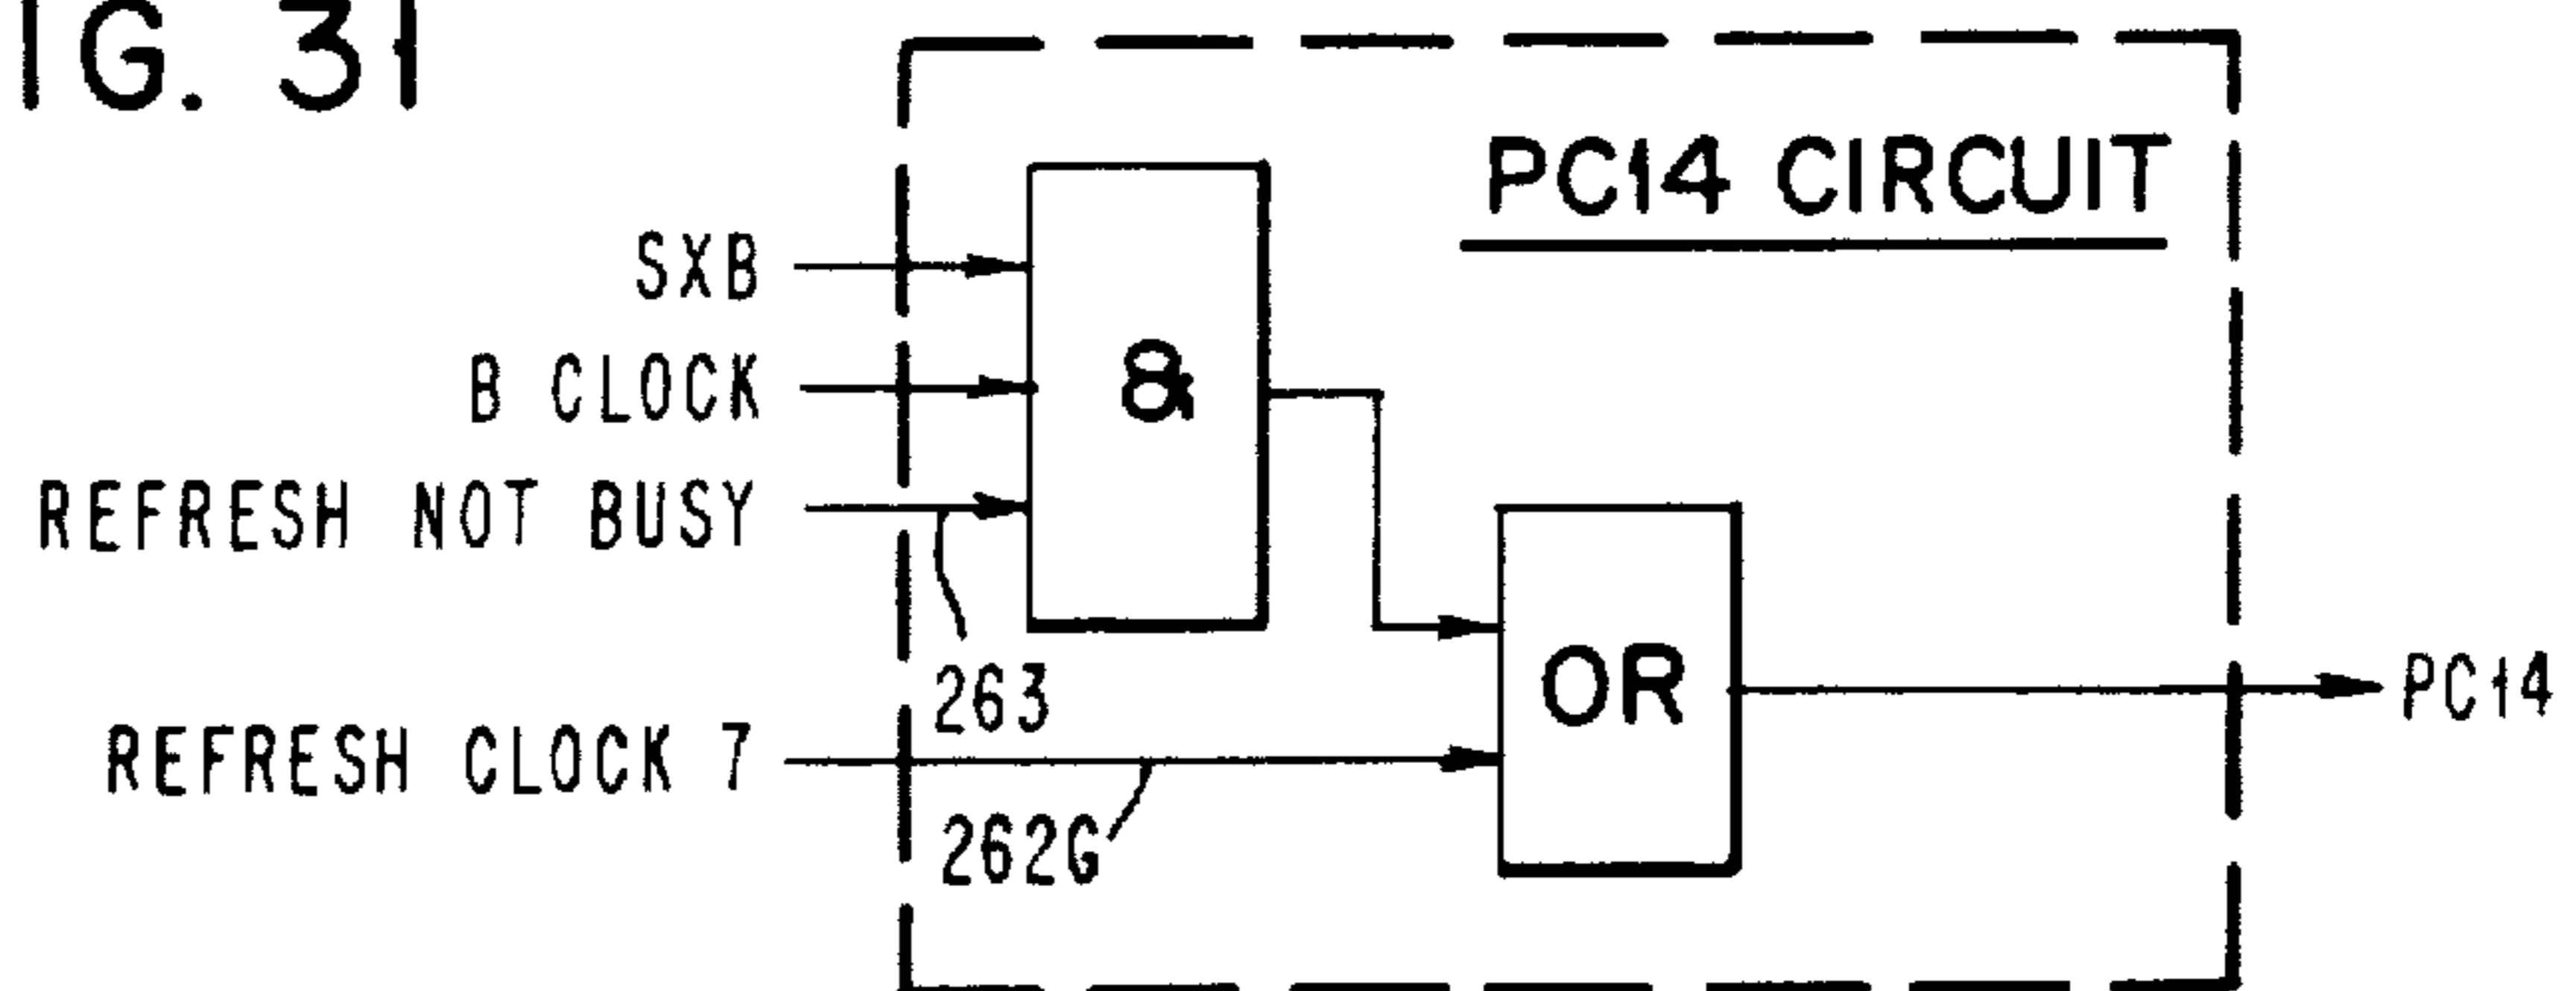 IG. 31
PC14 CIRCUIT
SXB
B CLOCK
&
REFRESH NOT BUSY
263
OR
PC14
REFRESH CLOCK 7
262G